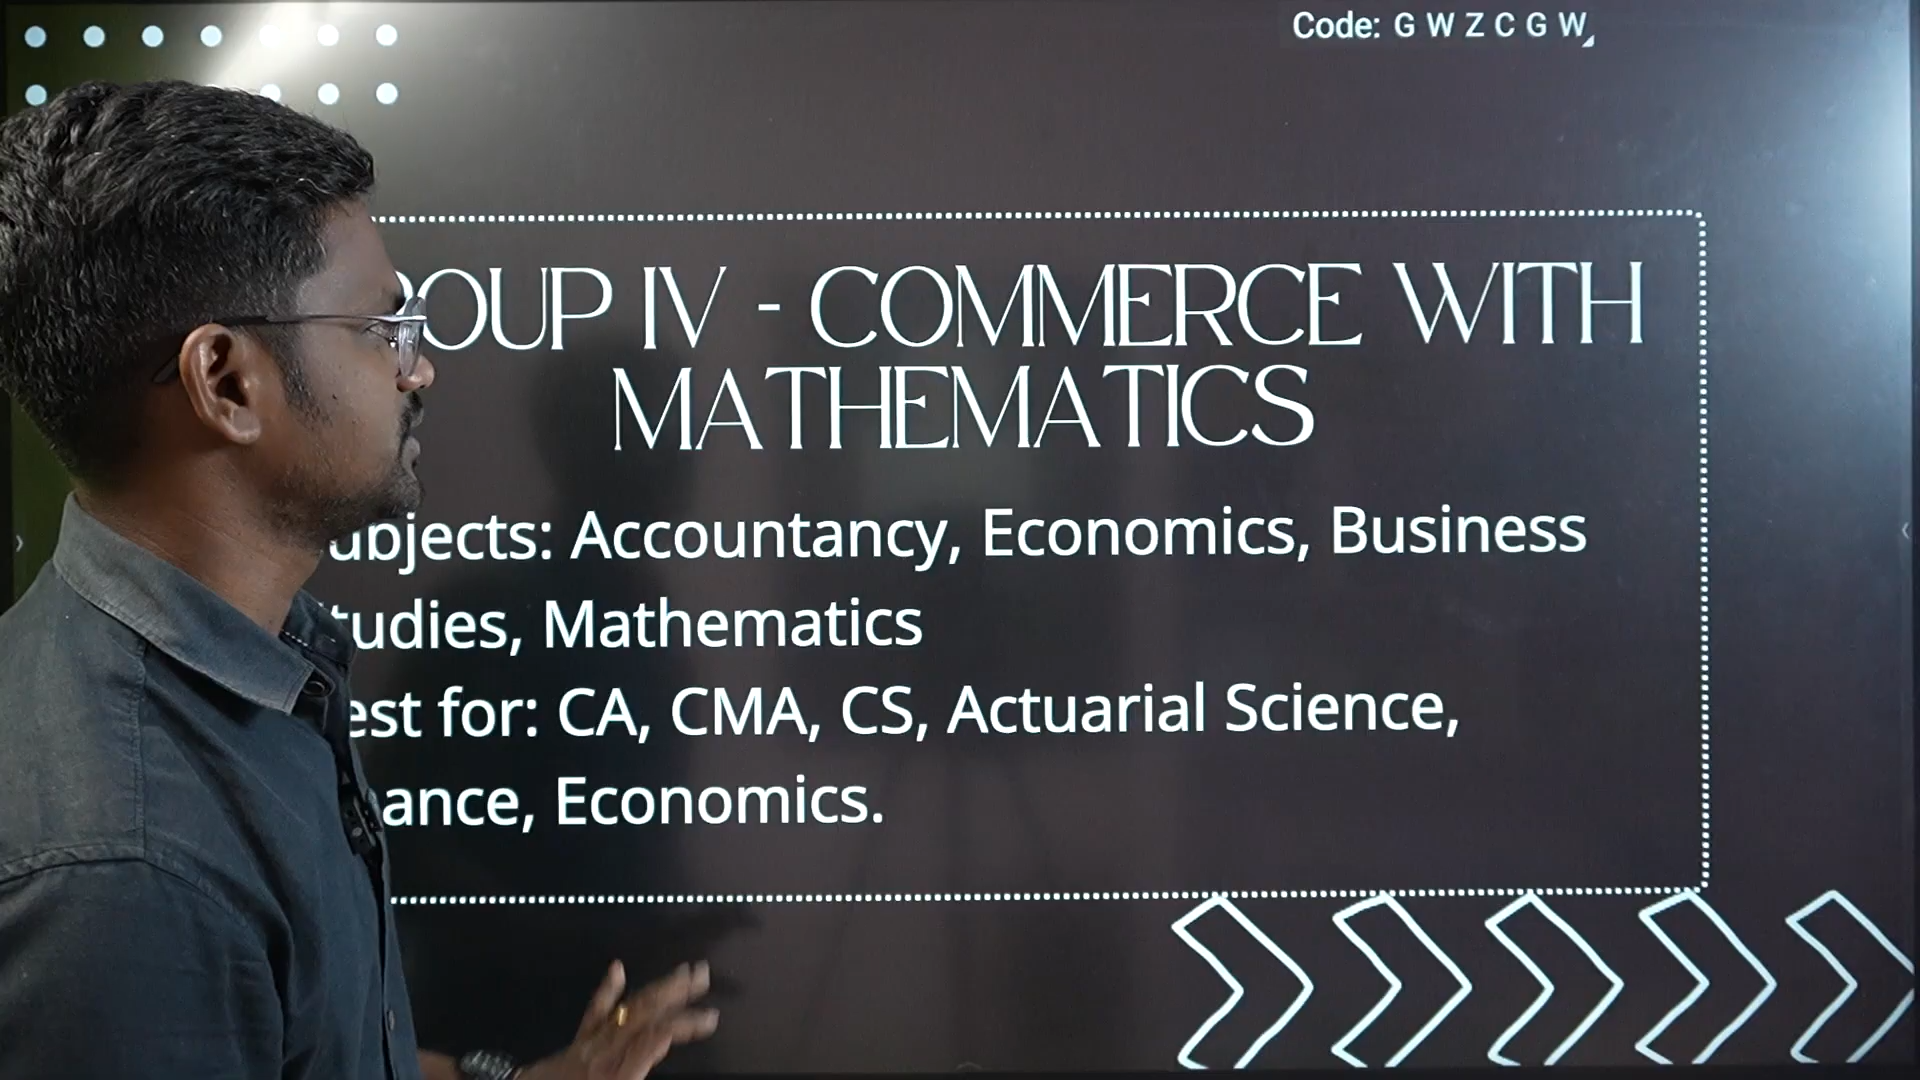 Code: G W Z C G W
ROUP IV - COMMERCE WITH
MATHEMATICS
ubjects: Accountancy, Economics, Business
tudies, Mathematics
est for: CA, CMA, CS, Actuarial Science,
ance, Economics.